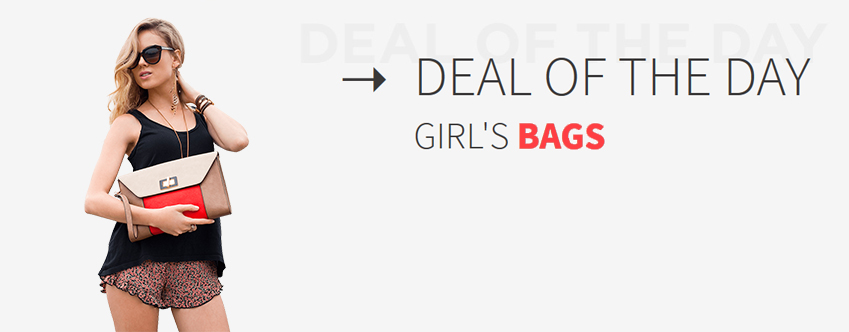 DEAL OF THE DAY
→ DEAL OF THE DAY
GIRL'S BAGS